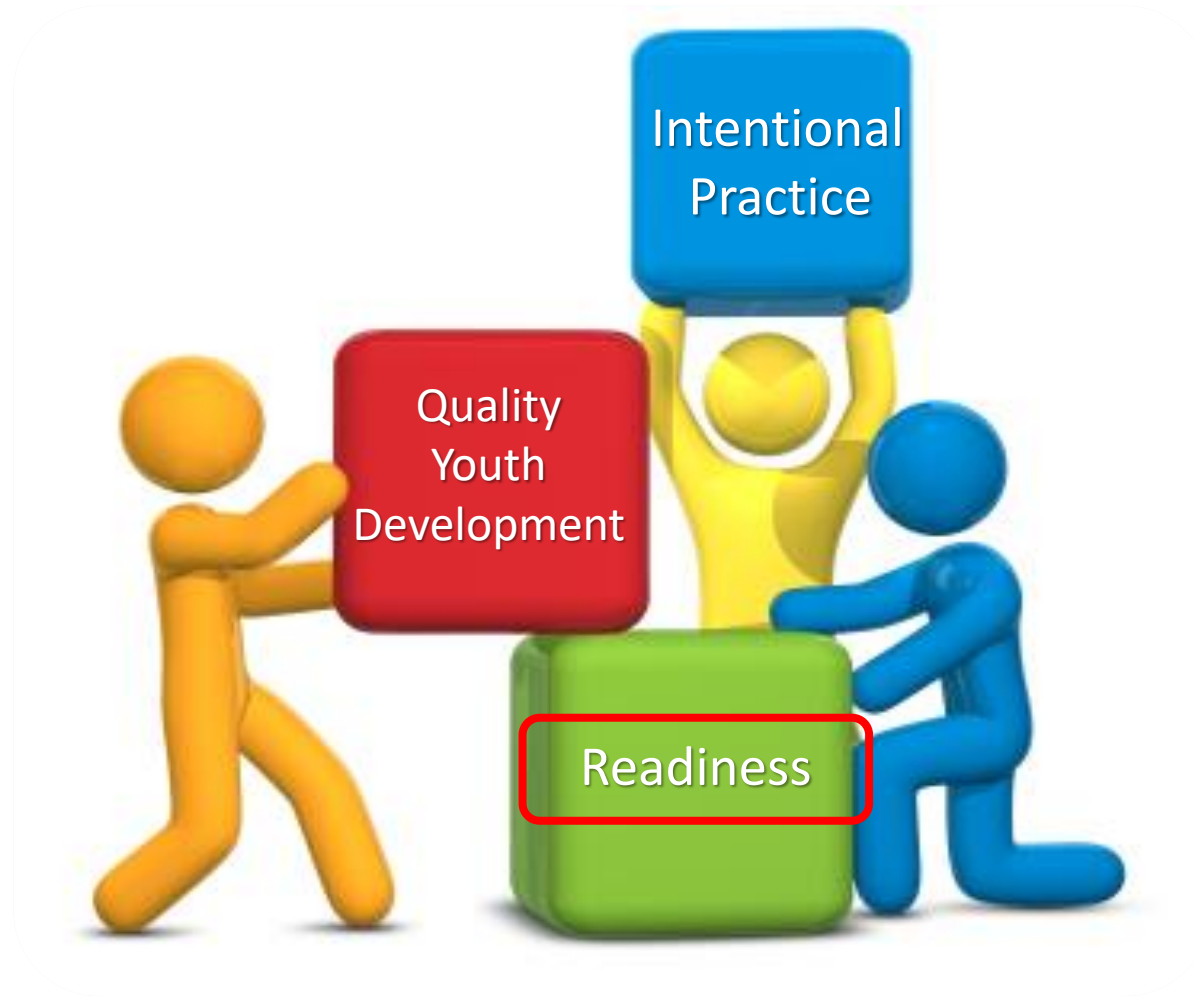 Intentional
Practice
Quality
Youth
Development
Readiness